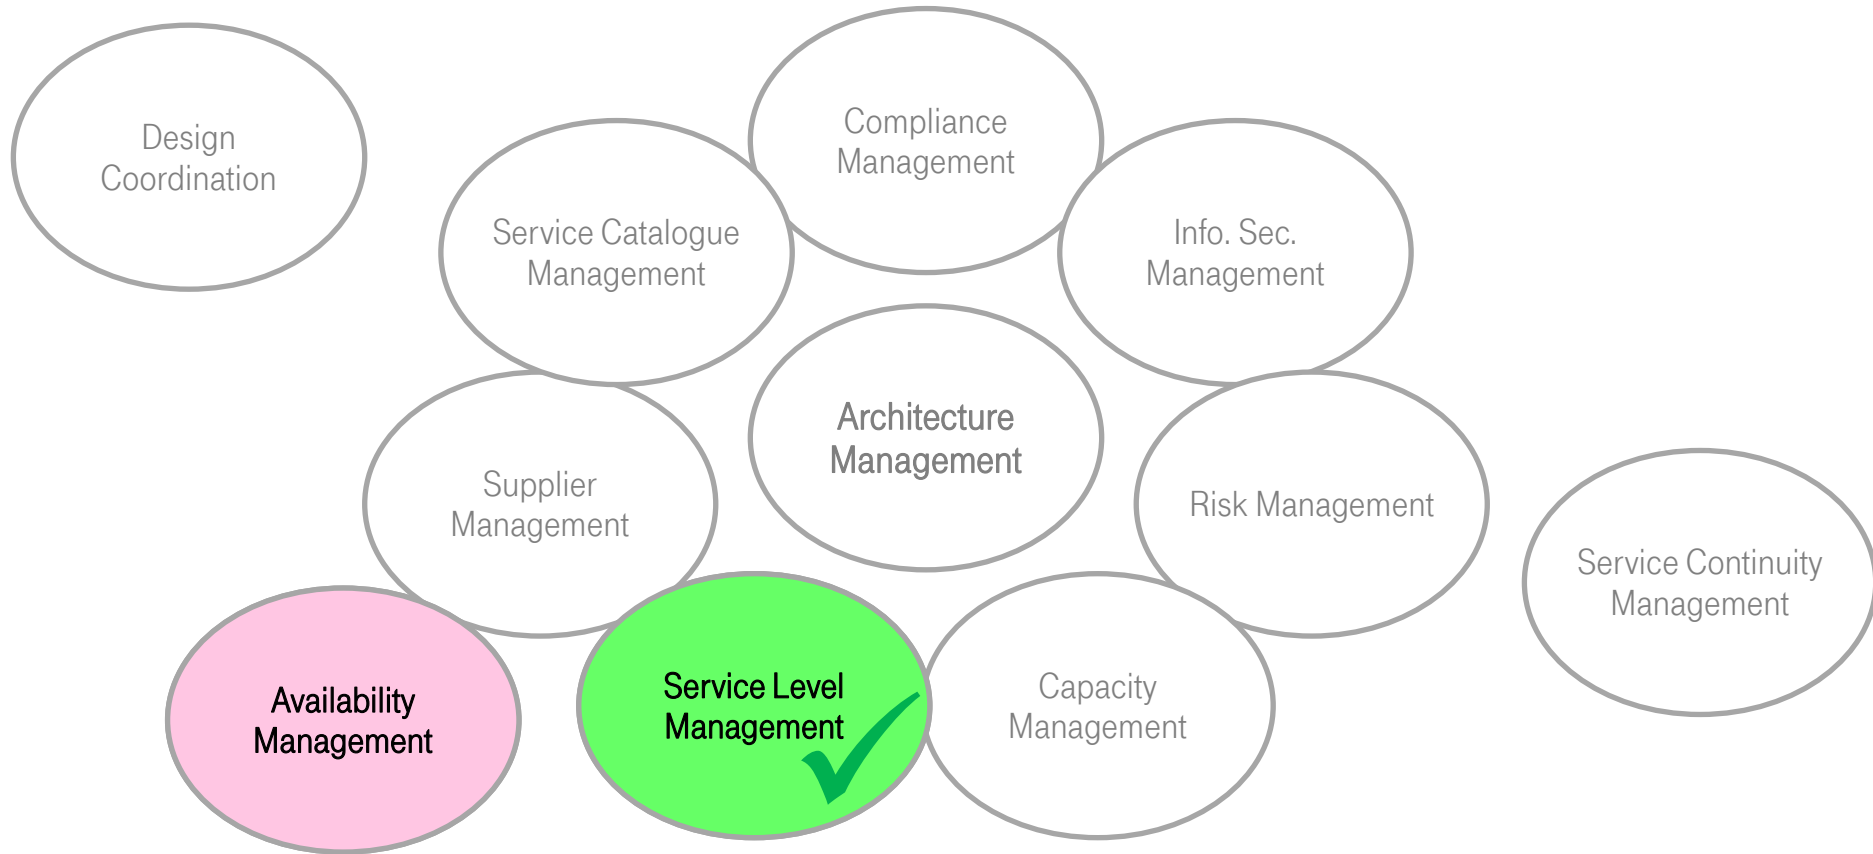 Design
Coordination
Compliance
Management
Service Catalogue
Management
Info. Sec.
Management
Architecture
Management
Supplier
Management
Risk Management
Service Continuity
Management
Availability
Management
Service Level
Management
Capacity
Management